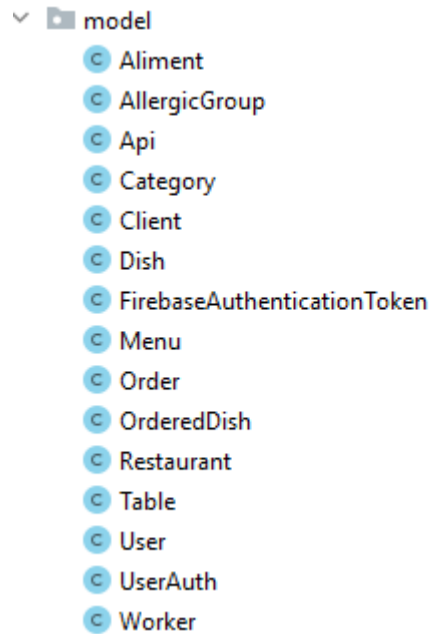 model
C Aliment
C AllergicGroup
C Api
C Category
C Client
C Dish
C FirebaseAuthenticationToken
C Menu
C Order
C OrderedDish
C Restaurant
C Table
C User
C UserAuth
C Worker